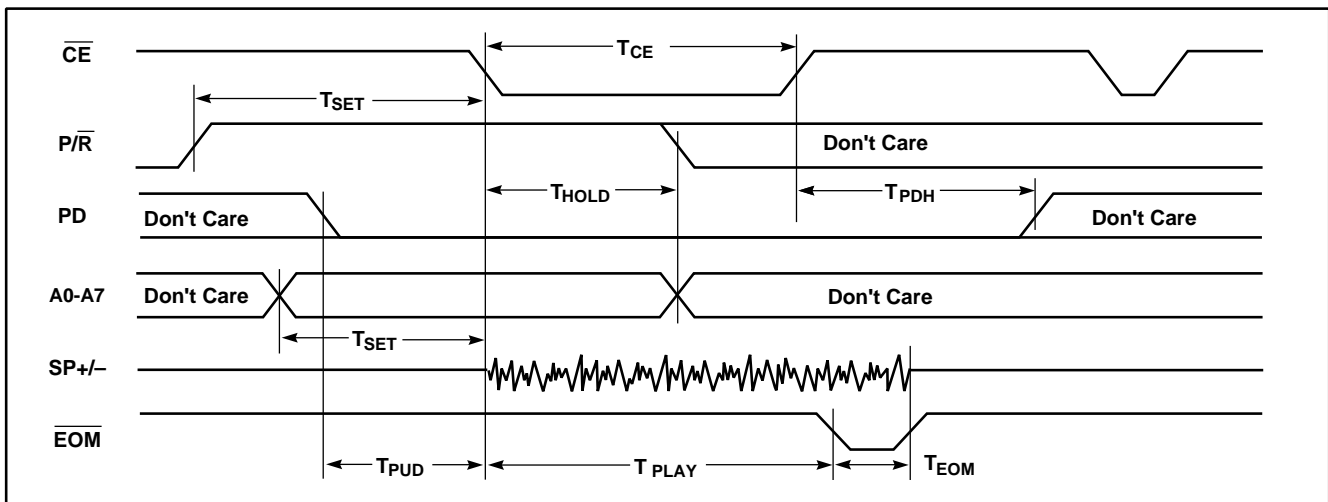 CE T_CE
T_SET
P/R Don't Care
T_HOLD T_PDH
PD Don't Care Don't Care
A0-A7 Don't Care Don't Care
T_SET
SP+/–
EOM
T_PUD T_PLAY T_EOM